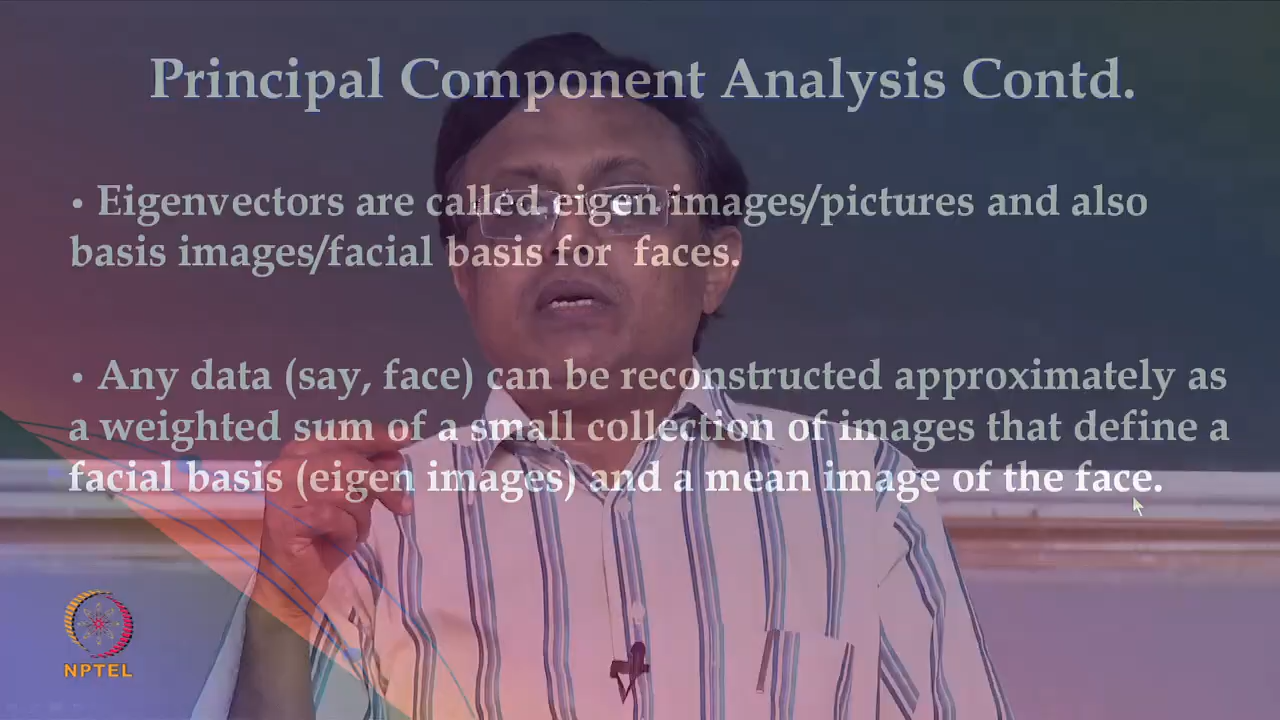 Principal Component Analysis Contd.
• Eigenvectors are called eigen images/pictures and also
basis images/facial basis for faces.
• Any data (say, face) can be reconstructed approximately as
a weighted sum of a small collection of images that define a
facial basis (eigen images) and a mean image of the face.
NPTEL